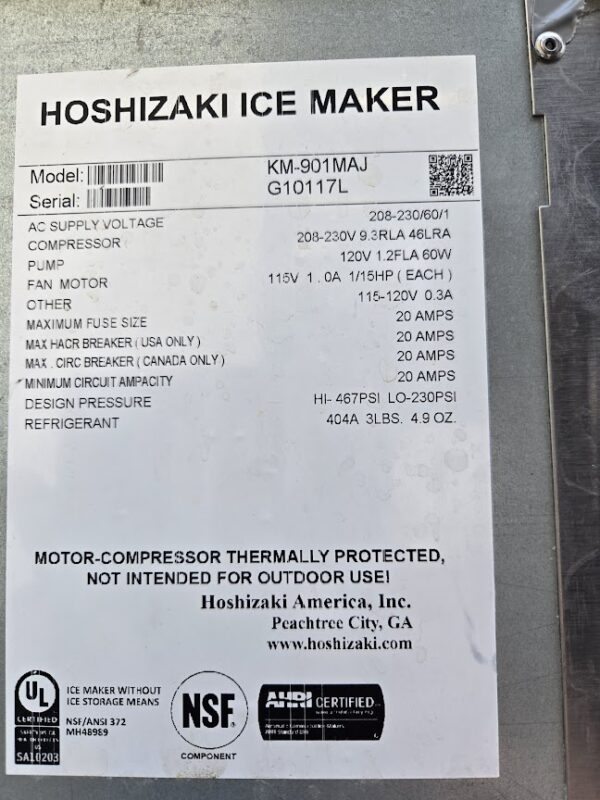 HOSHIZAKI ICE MAKER
Model: KM-901MAJ
Serial: G10117L
AC SUPPLY VOLTAGE 208-230/60/1
COMPRESSOR 208-230V 9.3RLA 46LRA
PUMP 120V 1.2FLA 60W
FAN MOTOR 115V 1.0A 1/15HP ( EACH )
OTHER 115-120V 0.3A
MAXIMUM FUSE SIZE 20 AMPS
MAX HACR BREAKER ( USA ONLY ) 20 AMPS
MAX . CIRC BREAKER ( CANADA ONLY ) 20 AMPS
MINIMUM CIRCUIT AMPACITY 20 AMPS
DESIGN PRESSURE HI- 467PSI LO-230PSI
REFRIGERANT 404A 3LBS. 4.9 OZ.
MOTOR-COMPRESSOR THERMALLY PROTECTED,
NOT INTENDED FOR OUTDOOR USE!
Hoshizaki America, Inc.
Peachtree City, GA
www.hoshizaki.com
UL
CERTIFIED
SA10203
ICE MAKER WITHOUT
ICE STORAGE MEANS
NSF/ANSI 372
MH48989
NSF
COMPONENT
AHRI CERTIFIED